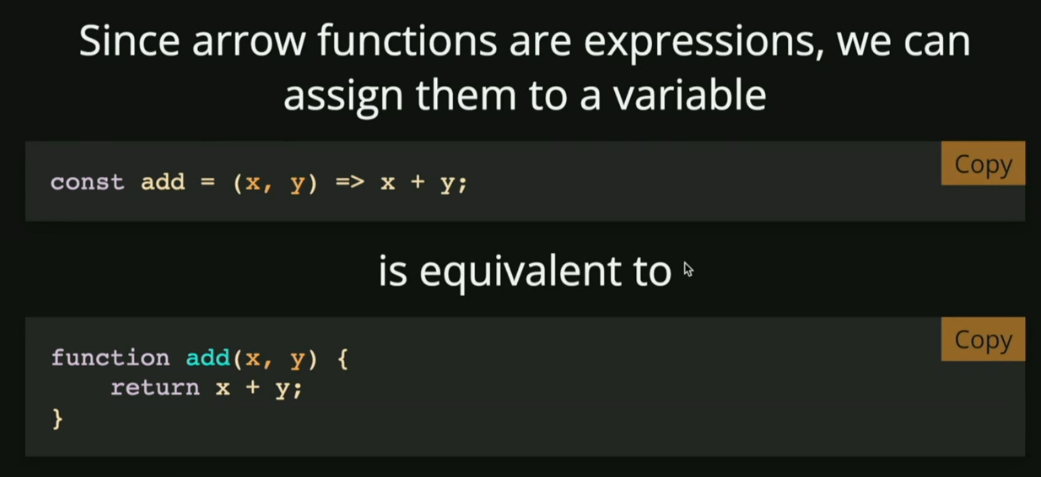 Since arrow functions are expressions, we can
assign them to a variable
Copy
const add = (x, y) => x + y;
is equivalent to
Copy
function add(x, y) {
    return x + y;
}